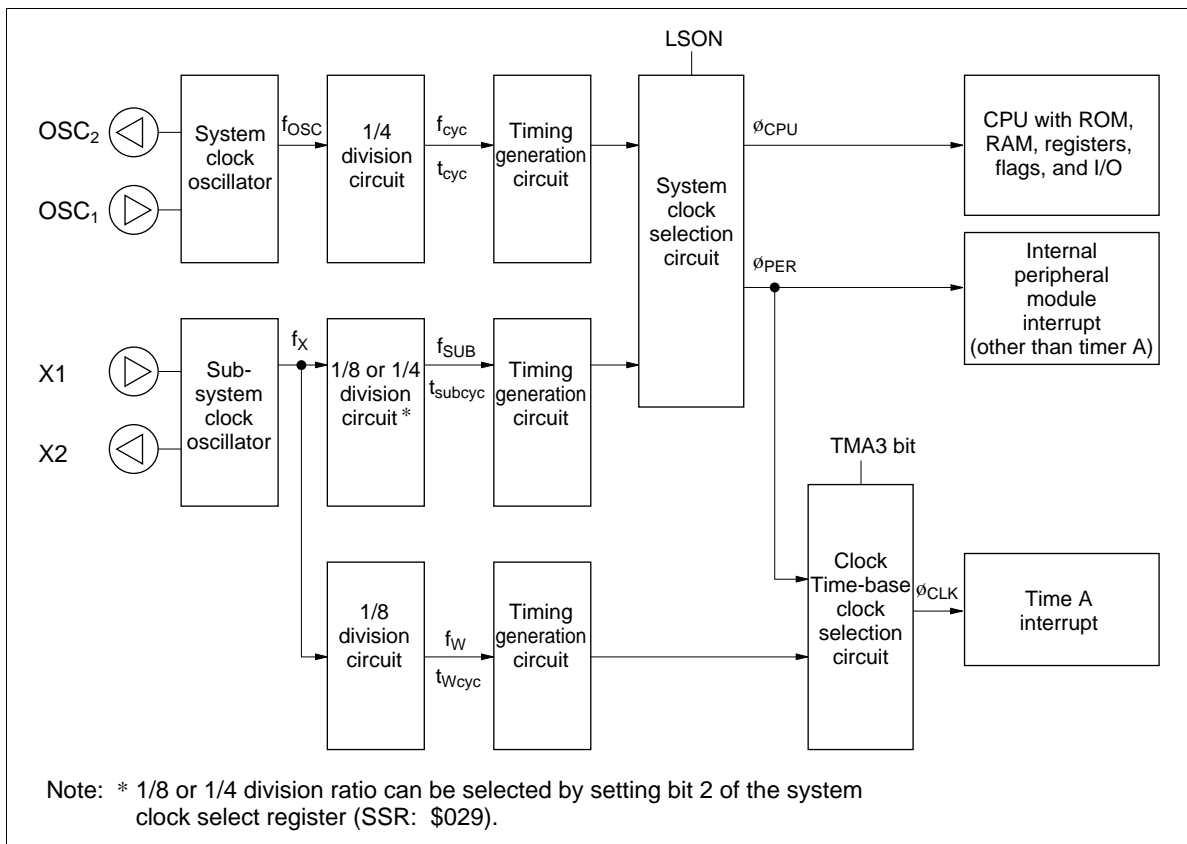 LSON
OSC2
OSC1
System
clock
oscillator
fOSC
1/4
division
circuit
fcyc
tcyc
Timing
generation
circuit
System
clock
selection
circuit
øCPU
øPER
CPU with ROM,
RAM, registers,
flags, and I/O
Internal
peripheral
module
interrupt
(other than timer A)
X1
X2
Sub-
system
clock
oscillator
fX
1/8 or 1/4
division
circuit *
fSUB
tsubcyc
Timing
generation
circuit
TMA3 bit
1/8
division
circuit
fW
tWcyc
Timing
generation
circuit
Clock
Time-base
clock
selection
circuit
øCLK
Time A
interrupt
Note: * 1/8 or 1/4 division ratio can be selected by setting bit 2 of the system
clock select register (SSR: $029).